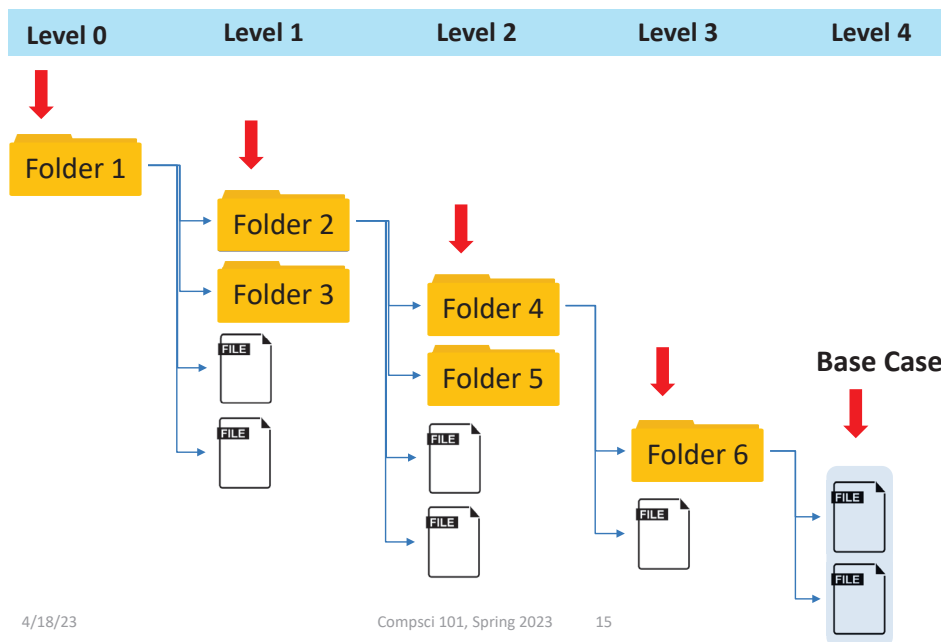 Level 0 Level 1 Level 2 Level 3 Level 4
Folder 1
Folder 2
Folder 3
FILE
FILE
Folder 4
Folder 5
FILE
FILE
Folder 6
FILE
Base Case
FILE
FILE
4/18/23 Compsci 101, Spring 2023 15